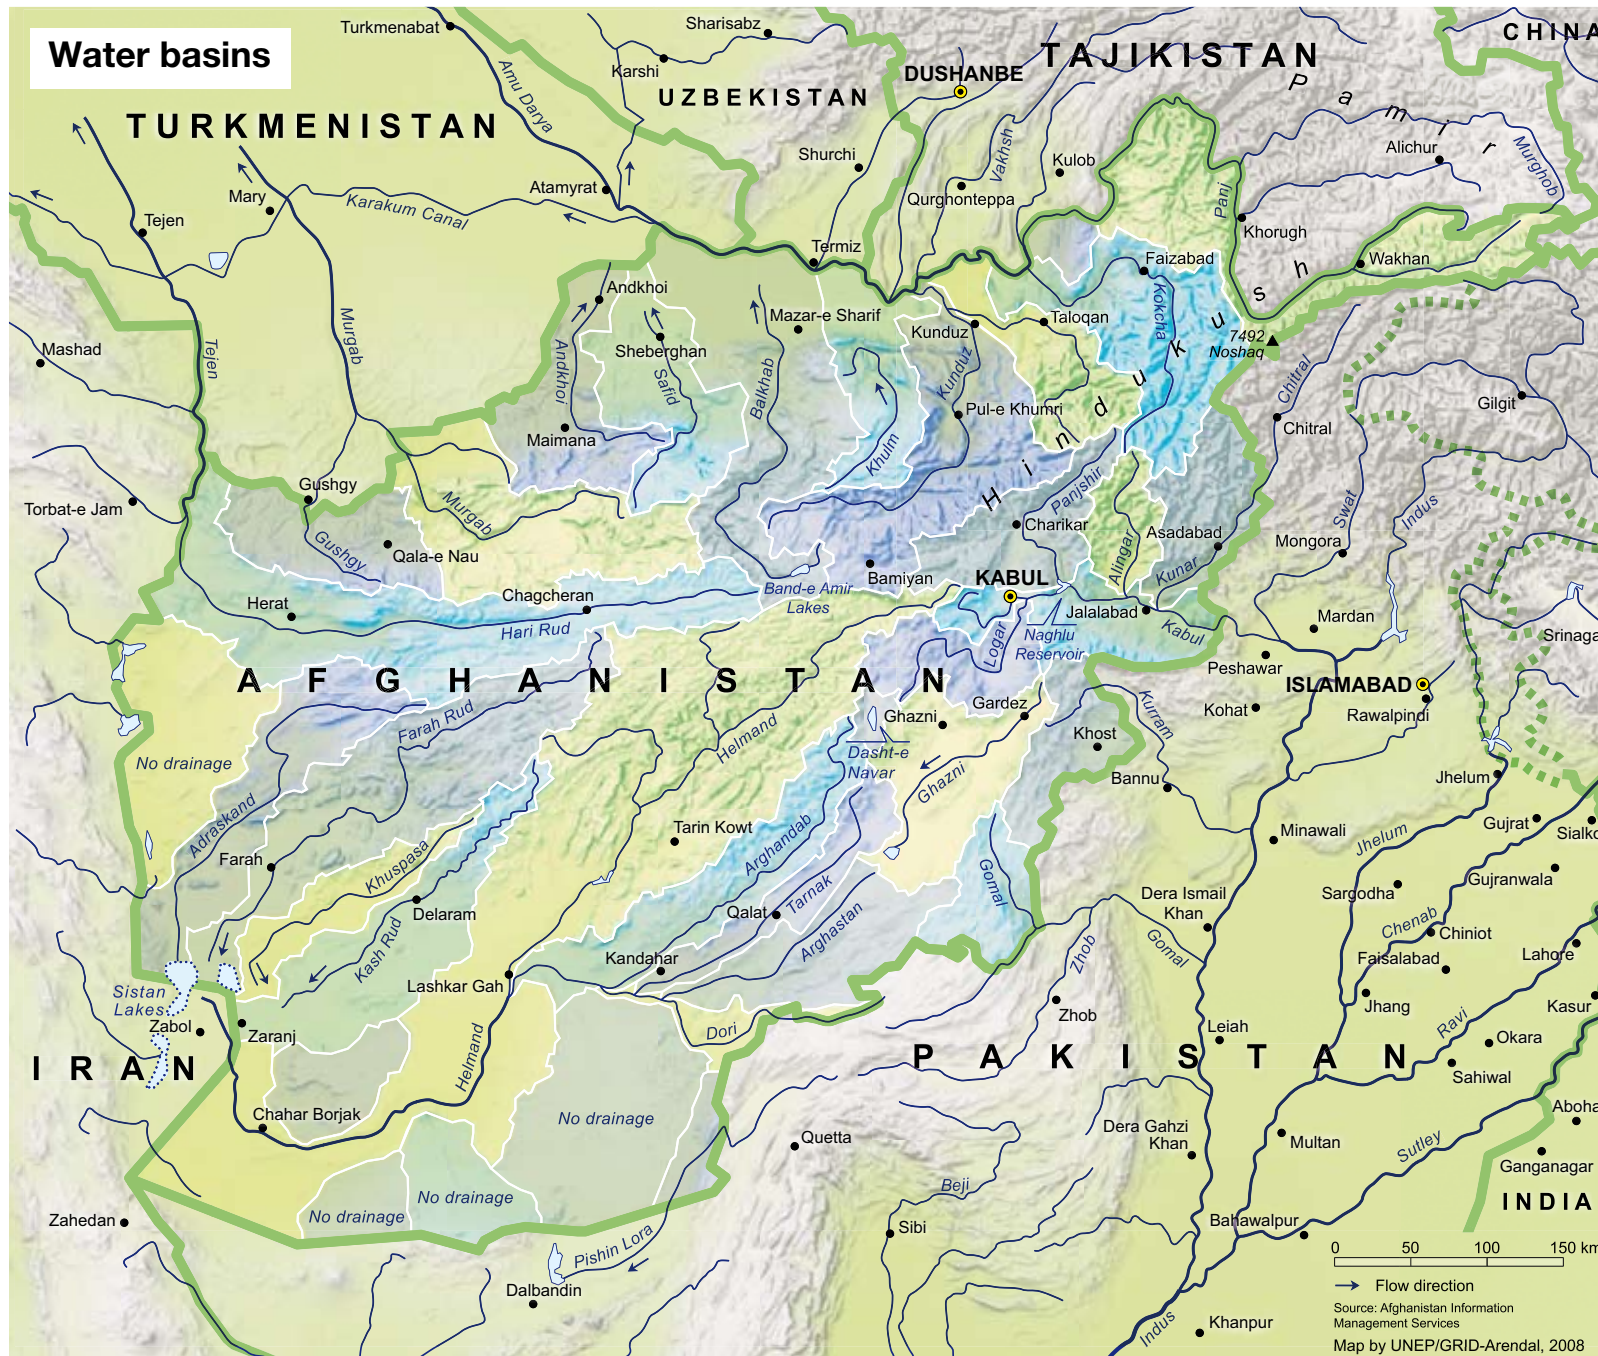 Water basins
CHINA
TAJIKISTAN
UZBEKISTAN
TURKMENISTAN
Turkmenabat
Sharisabz
Karshi
DUSHANBE
Amu Darya
Pamir
Shurchi
Vakhsh
Kulob
Alichur
Murghob
Qurghonteppa
Atamyrat
Mary
Karakum Canal
Tejen
Panj
Khorugh
Termiz
Faizabad
Wakhan
Andkhoi
Mazar-e Sharif
Kunduz
Taloqan
Kokcha
Hindu Kush
7492
Noshaq
Murgab
Tejen
Mashad
Andkhoi
Sheberghan
Safid
Balkhab
Kunduz
Chitral
Chitral
Gilgit
Pul-e Khumri
Maimana
Khulm
Gushgy
Murgab
Torbat-e Jam
Panjshir
Charikar
Alingar
Asadabad
Swat
Indus
Mongora
Gushgy
Qala-e Nau
Kunar
Bamiyan
KABUL
Chagcheran
Band-e Amir
Lakes
Herat
Hari Rud
Jalalabad
Kabul
Mardan
Logar
Naghlu
Reservoir
Srinaga
Peshawar
AFGHANISTAN
ISLAMABAD
Rawalpindi
Kohat
Gardez
Ghazni
Khost
Kurram
Farah Rud
Helmand
Dasht-e
Navar
Ghazni
Bannu
Jhelum
No drainage
Adraskand
Tarin Kowt
Arghandab
Minawali
Jhelum
Gujrat
Sialko
Farah
Khuspasa
Gomal
Gujranwala
Sargodha
Delaram
Qalat
Tarnak
Arghastan
Dera Ismail
Khan
Chenab
Chiniot
Kash Rud
Gomal
Zhob
Faisalabad
Lahore
Kandahar
Lashkar Gah
Sistan
Lakes
Jhang
Kasur
Zabol
Zaranj
Dori
Zhob
Leiah
Ravi
Okara
IRAN
Helmand
PAKISTAN
Sahiwal
Chahar Borjak
No drainage
Aboha
Dera Gahzi
Khan
Multan
Quetta
Sutley
Ganganagar
Beji
No drainage
INDIA
No drainage
Zahedan
Sibi
Bahawalpur
Pishin Lora
0 50 100 150 km
Flow direction
Dalbandin
Source: Afghanistan Information
Management Services
Khanpur
Indus
Map by UNEP/GRID-Arendal, 2008